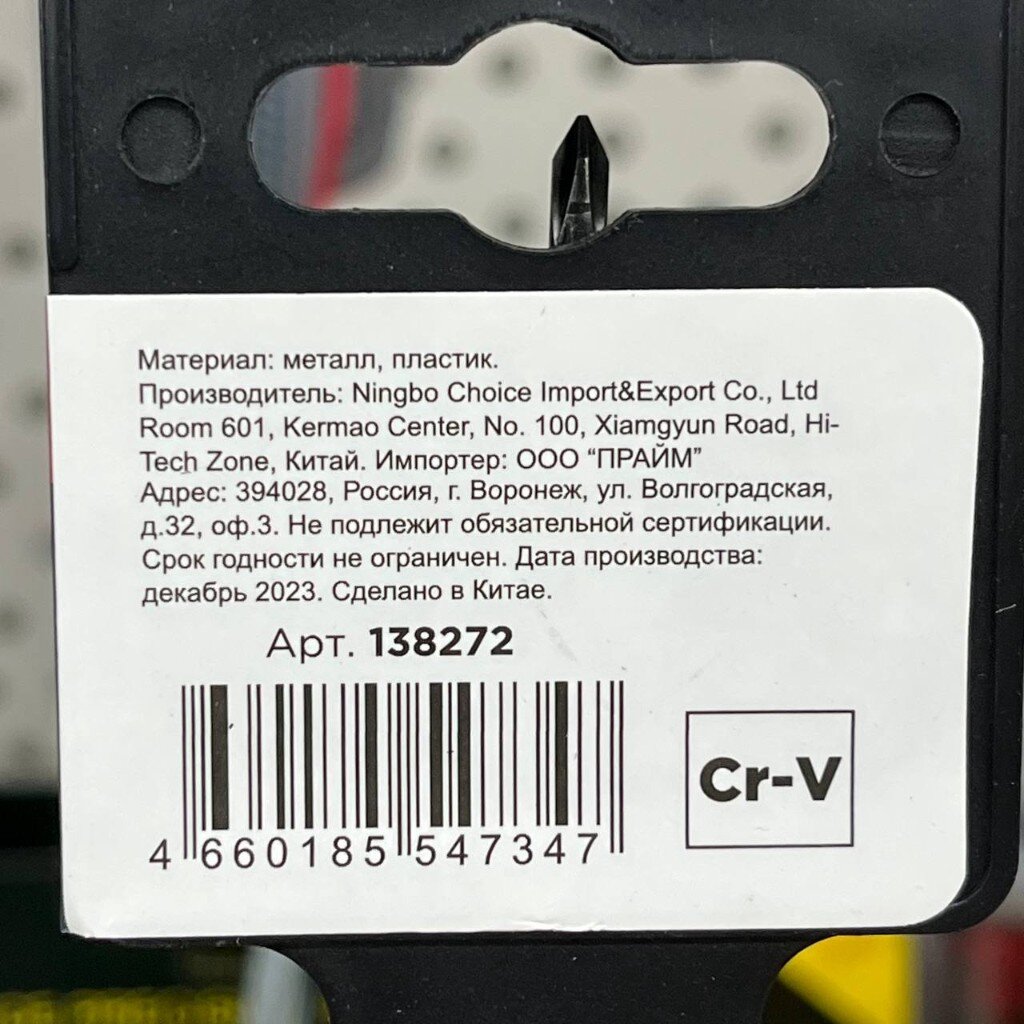 Материал: металл, пластик.
Производитель: Ningbo Choice Import&Export Co., Ltd
Room 601, Kermao Center, No. 100, Xiamgyun Road, Hi-
Tech Zone, Китай. Импортер: ООО “ПРАЙМ”
Адрес: 394028, Россия, г. Воронеж, ул. Волгоградская,
д.32, оф.3. Не подлежит обязательной сертификации.
Срок годности не ограничен. Дата производства:
декабрь 2023. Сделано в Китае.
Арт. 138272
4 660185 547347
Cr-V